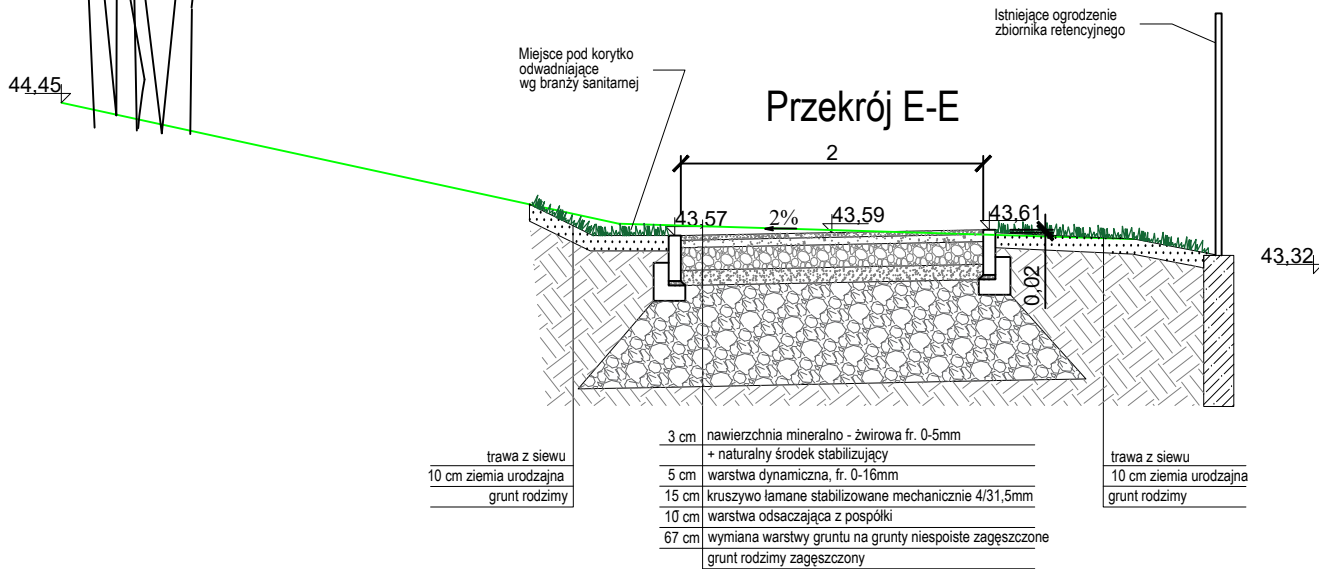 Istniejące ogrodzenie
zbiornika retencyjnego
Miejsce pod korytko
odwadniające
wg branży sanitarnej
44,45
Przekrój E-E
2
43,57
2%
43,59
43,61
43,32
0,02
3 cm nawierzchnia mineralno - żwirowa fr. 0-5mm
+ naturalny środek stabilizujący
5 cm warstwa dynamiczna, fr. 0-16mm
15 cm kruszywo łamane stabilizowane mechanicznie 4/31,5mm
10 cm warstwa odsaczająca z pospółki
67 cm wymiana warstwy gruntu na grunty niespoiste zagęszczone
grunt rodzimy zagęszczony
trawa z siewu
10 cm ziemia urodzajna
grunt rodzimy
trawa z siewu
10 cm ziemia urodzajna
grunt rodzimy